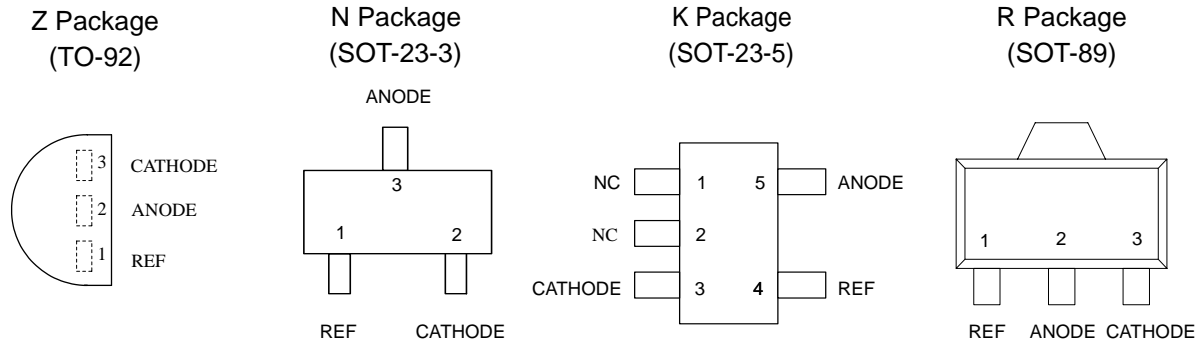 Z Package
(TO-92)
3 CATHODE
2 ANODE
1 REF
N Package
(SOT-23-3)
ANODE
3
1 2
REF CATHODE
K Package
(SOT-23-5)
NC 1 5 ANODE
NC 2
CATHODE 3 4 REF
R Package
(SOT-89)
1 2 3
REF ANODE CATHODE